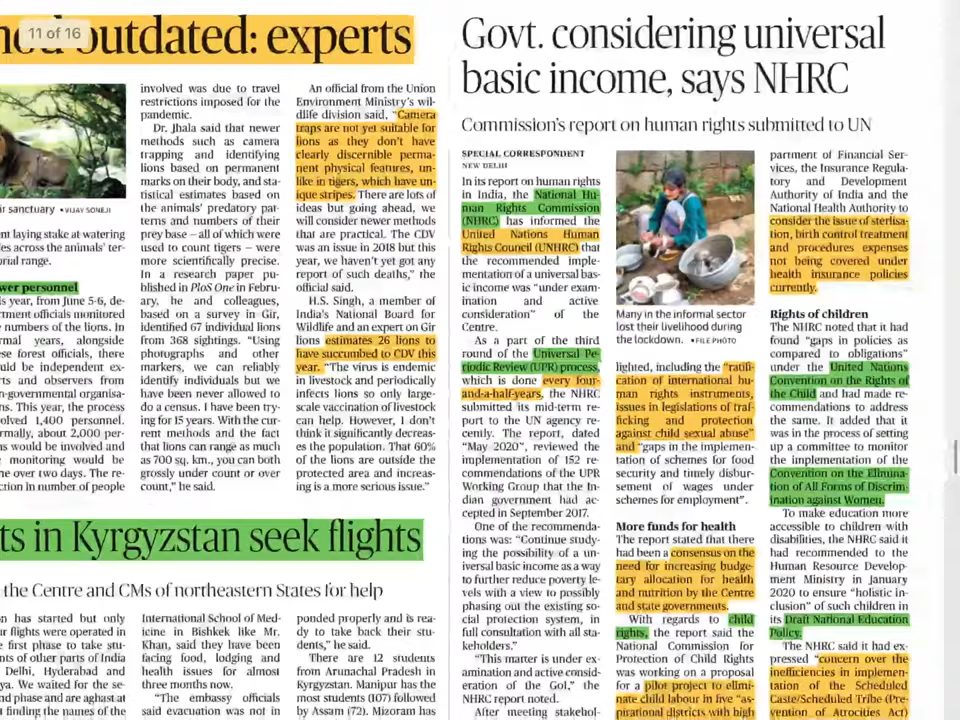 11 of 16
outdated: experts
ir sanctuary • VIJAY SONEJI
ent laying stake at watering
les across the animals' ter-
orial range.
wer personnel
is year, from June 5-6, de-
rtment officials monitored
numbers of the lions. In
rmal years, alongside
se forest officials, there
uld be independent ex-
rts and observers from
n-governmental organisa-
ns. This year, the process
olved 1,400 personnel.
rmally, about 2,000 per-
s would be involved and
monitoring would be
ne over two days. The re-
ction in number of people
involved was due to travel
restrictions imposed for the
pandemic.
Dr. Jhala said that newer
methods such as camera
trapping and identifying
lions based on permanent
marks on their body, and sta-
tistical estimates based on
the animals' predatory pat-
terns and numbers of their
prey base – all of which were
used to count tigers – were
more scientifically precise.
In a research paper pu-
blished in PloS One in Febru-
ary, he and colleagues,
based on a survey in Gir,
identified 67 individual lions
from 368 sightings. “Using
photographs and other
markers, we can reliably
identify individuals but we
have been never allowed to
do a census. I have been try-
ing for 15 years. With the cur-
rent methods and the fact
that lions can range as much
as 700 sq. km., you can both
grossly under count or over
count,” he said.
An official from the Union
Environment Ministry's wil-
dlife division said, “Camera
traps are not yet suitable for
lions as they don't have
clearly discernible perma-
nent physical features, un-
like in tigers, which have un-
ique stripes. There are lots of
ideas but going ahead, we
will consider newer methods
that are practical. The CDV
was an issue in 2018 but this
year, we haven't yet got any
report of such deaths,” the
official said.
H.S. Singh, a member of
India's National Board for
Wildlife and an expert on Gir
lions estimates 26 lions to
have succumbed to CDV this
year. “The virus is endemic
in livestock and periodically
infects lions so only large-
scale vaccination of livestock
can help. However, I don't
think it significantly decreas-
es the population. That 60%
of the lions are outside the
protected area and increas-
ing is a more serious issue.”
ts in Kyrgyzstan seek flights
the Centre and CMs of northeastern States for help
on has started but only
ur flights were operated in
e first phase to take stu-
nts of other parts of India
Delhi, Hyderabad and
ya. We waited for the se-
nd phase and are aghast at
finding the names of the
International School of Med-
icine in Bishkek like Mr.
Khan, said they have been
facing food, lodging and
health issues for almost
three months now.
“The embassy officials
said evacuation was not in
ponded properly and is rea-
dy to take back their stu-
dents,” he said.
There are 12 students
from Arunachal Pradesh in
Kyrgyzstan. Manipur has the
most students (107) followed
by Assam (72). Mizoram has
Govt. considering universal
basic income, says NHRC
Commission's report on human rights submitted to UN
SPECIAL CORRESPONDENT
NEW DELHI
In its report on human rights
in India, the National Hu-
man Rights Commission
(NHRC) has informed the
United Nations Human
Rights Council (UNHRC) that
the recommended imple-
mentation of a universal bas-
ic income was “under exam-
ination and active
consideration” of the
Centre.
As a part of the third
round of the Universal Pe-
riodic Review (UPR) process,
which is done every four-
and-a-half-years, the NHRC
submitted its mid-term re-
port to the UN agency re-
cently. The report, dated
“May 2020”, reviewed the
implementation of 152 re-
commendations of the UPR
Working Group that the In-
dian government had ac-
cepted in September 2017.
One of the recommenda-
tions was: “Continue study-
ing the possibility of a un-
iversal basic income as a way
to further reduce poverty le-
vels with a view to possibly
phasing out the existing so-
cial protection system, in
full consultation with all sta-
keholders.”
“This matter is under ex-
amination and active consid-
eration of the GoI,” the
NHRC report noted.
After meeting stakehol-
Many in the informal sector
lost their livelihood during
the lockdown. • FILE PHOTO
lighted, including the “ratifi-
cation of international hu-
man rights instruments,
issues in legislations of traf-
ficking and protection
against child sexual abuse”
and “gaps in the implemen-
tation of schemes for food
security and timely disbur-
sement of wages under
schemes for employment”.
More funds for health
The report stated that there
had been a consensus on the
need for increasing budge-
tary allocation for health
and nutrition by the Centre
and state governments.
With regards to child
rights, the report said the
National Commission for
Protection of Child Rights
was working on a proposal
for a pilot project to elimi-
nate child labour in five “as-
pirational districts with high
partment of Financial Ser-
vices, the Insurance Regula-
tory and Development
Authority of India and the
National Health Authority to
consider the issue of sterlisa-
tion, birth control treatment
and procedures expenses
not being covered under
health insurance policies
currently.
Rights of children
The NHRC noted that it had
found “gaps in policies as
compared to obligations”
under the United Nations
Convention on the Rights of
the Child and had made re-
commendations to address
the same. It added that it
was in the process of setting
up a committee to monitor
the implementation of the
Convention on the Elimina-
tion of All Forms of Discrim-
ination against Women.
To make education more
accessible to children with
disabilities, the NHRC said it
had recommended to the
Human Resource Develop-
ment Ministry in January
2020 to ensure “holistic in-
clusion” of such children in
its Draft National Education
Policy.
The NHRC said it had ex-
pressed “concern over the
inefficiencies in implemen-
tation of the Scheduled
Caste/Scheduled Tribe (Pre-
vention of Atrocities Act)